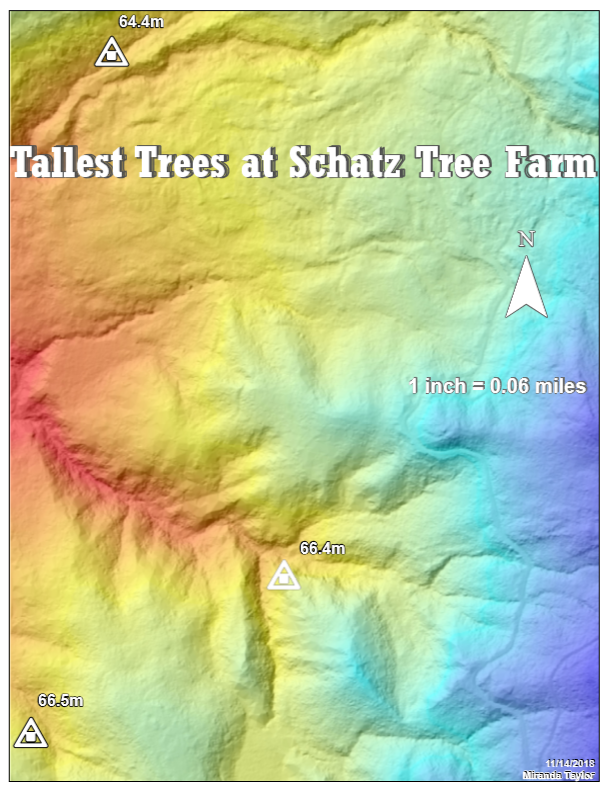 64.4m
Tallest Trees at Schatz Tree Farm
N
1 inch = 0.06 miles
66.4m
66.5m
11/14/2018
Miranda Taylor